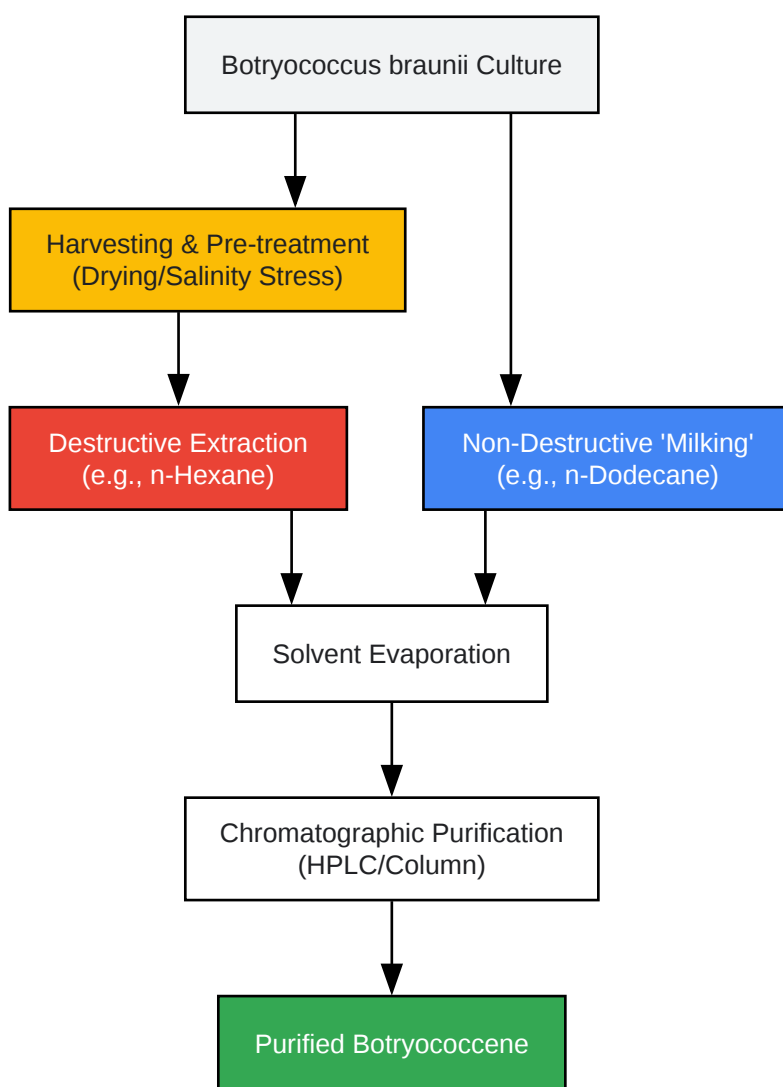 Botryococcus braunii Culture
Harvesting & Pre-treatment
(Drying/Salinity Stress)
Destructive Extraction
(e.g., n-Hexane)
Non-Destructive 'Milking'
(e.g., n-Dodecane)
Solvent Evaporation
Chromatographic Purification
(HPLC/Column)
Purified Botryococcene